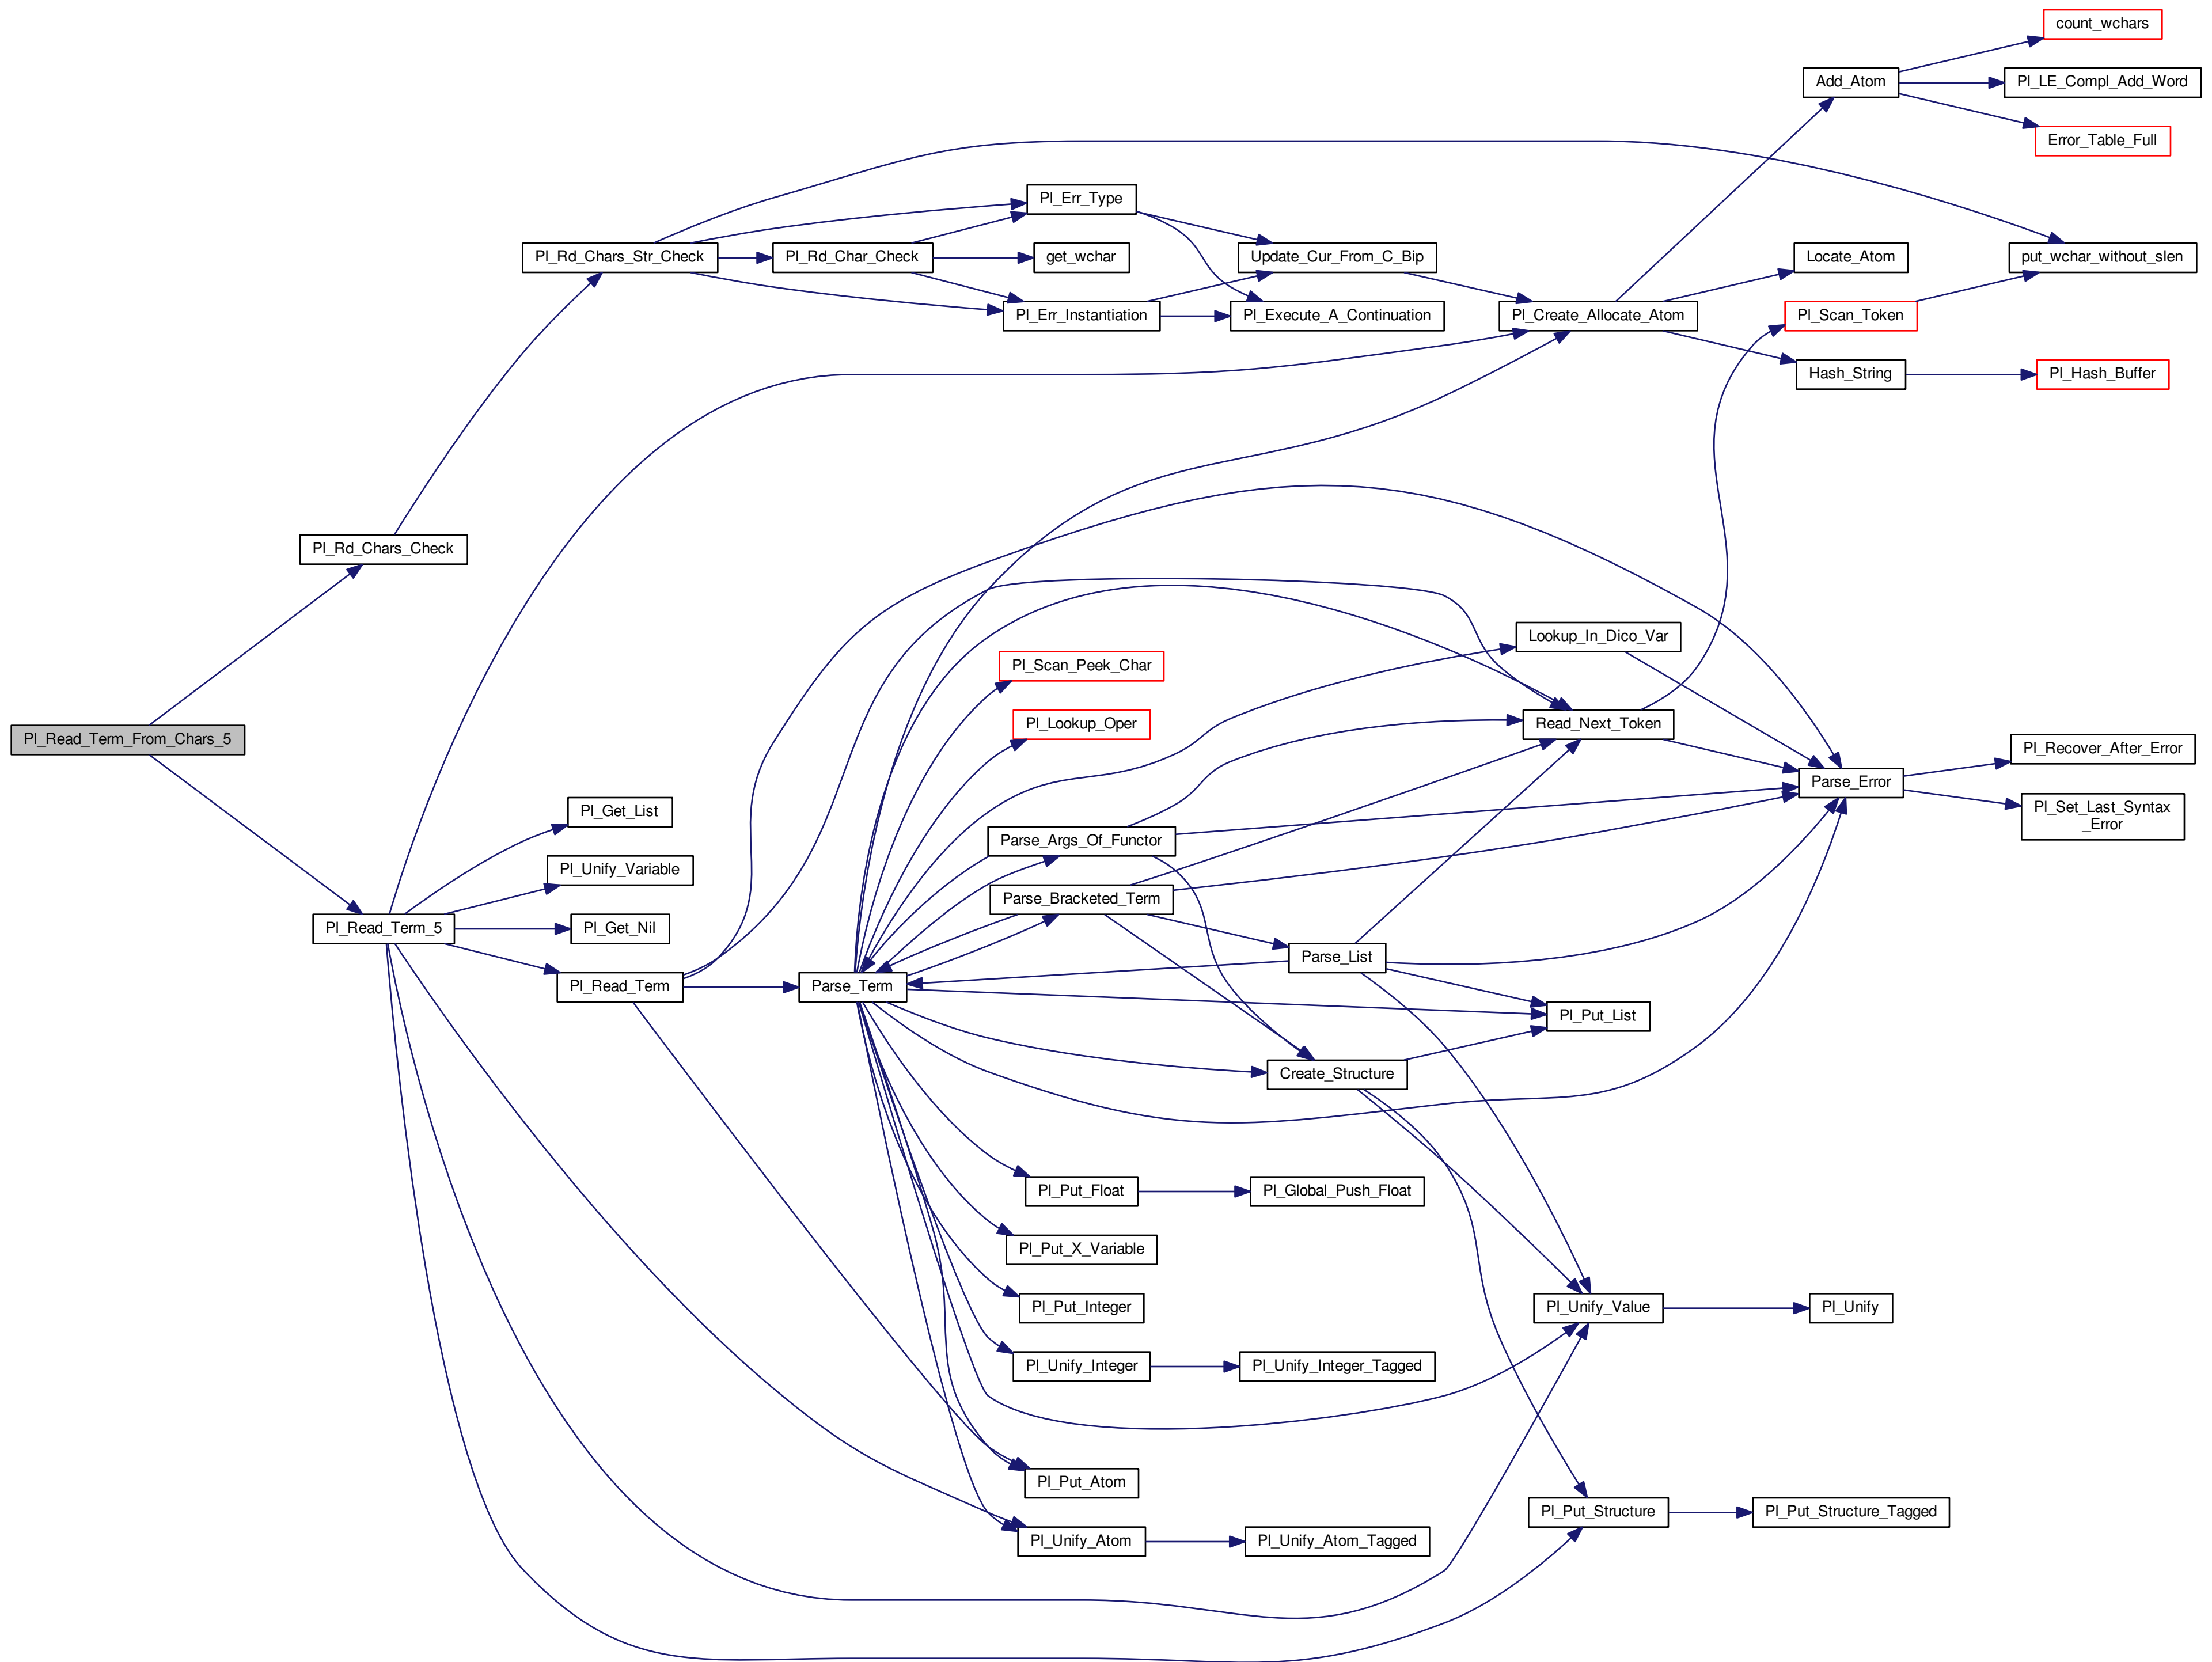 count_wchars
Add_Atom
Pl_LE_Compl_Add_Word
Error_Table_Full
Pl_Err_Type
Pl_Rd_Chars_Str_Check
Pl_Rd_Char_Check
get_wchar
Update_Cur_From_C_Bip
Locate_Atom
put_wchar_without_slen
Pl_Err_Instantiation
Pl_Execute_A_Continuation
Pl_Create_Allocate_Atom
Pl_Scan_Token
Hash_String
Pl_Hash_Buffer
Pl_Rd_Chars_Check
Lookup_In_Dico_Var
Pl_Scan_Peek_Char
Pl_Lookup_Oper
Read_Next_Token
Pl_Read_Term_From_Chars_5
Pl_Recover_After_Error
Parse_Error
Pl_Set_Last_Syntax
_Error
Pl_Get_List
Parse_Args_Of_Functor
Pl_Unify_Variable
Parse_Bracketed_Term
Pl_Read_Term_5
Pl_Get_Nil
Parse_List
Pl_Read_Term
Parse_Term
Pl_Put_List
Create_Structure
Pl_Put_Float
Pl_Global_Push_Float
Pl_Put_X_Variable
Pl_Put_Integer
Pl_Unify_Value
Pl_Unify
Pl_Unify_Integer
Pl_Unify_Integer_Tagged
Pl_Put_Atom
Pl_Put_Structure
Pl_Put_Structure_Tagged
Pl_Unify_Atom
Pl_Unify_Atom_Tagged